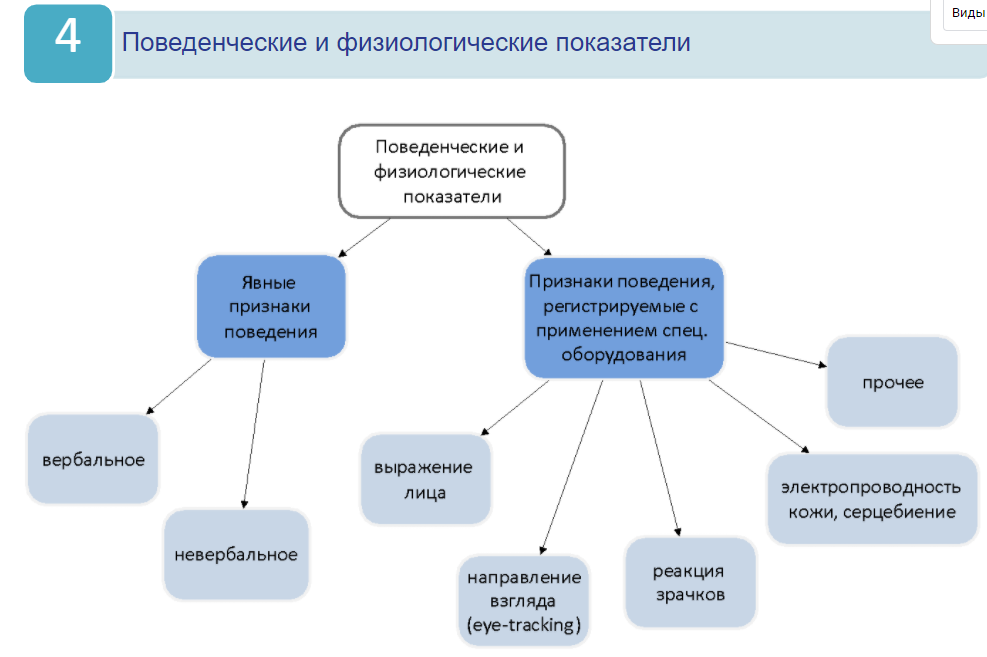 4
Поведенческие и физиологические показатели
Виды
Поведенческие и
физиологические
показатели
Явные
признаки
поведения
Признаки поведения,
регистрируемые с
применением спец.
оборудования
вербальное
невербальное
выражение
лица
направление
взгляда
(eye-tracking)
реакция
зрачков
электропроводность
кожи, серцебиение
прочее